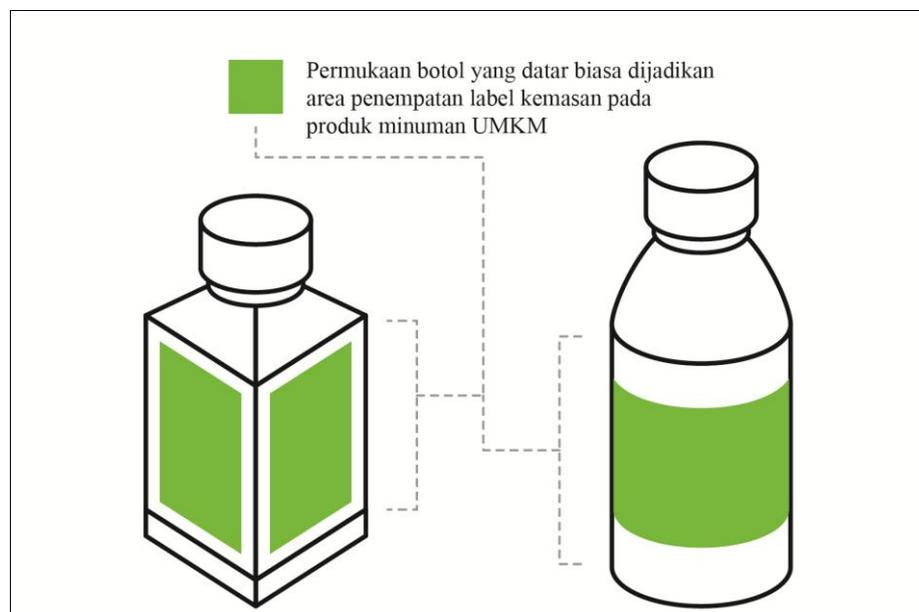 Permukaan botol yang datar biasa dijadikan
area penempatan label kemasan pada
produk minuman UMKM